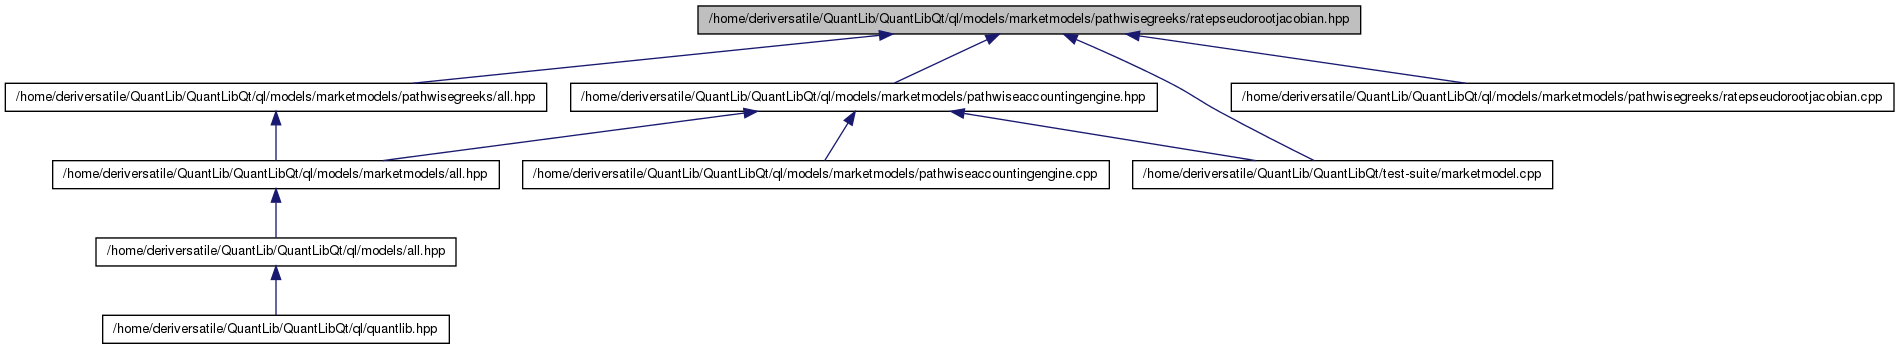 /home/deriversatile/QuantLib/QuantLibQt/ql/models/marketmodels/pathwisegreeks/ratepseudorootjacobian.hpp
/home/deriversatile/QuantLib/QuantLibQt/ql/models/marketmodels/pathwisegreeks/all.hpp
/home/deriversatile/QuantLib/QuantLibQt/ql/models/marketmodels/pathwiseaccountingengine.hpp
/home/deriversatile/QuantLib/QuantLibQt/ql/models/marketmodels/pathwisegreeks/ratepseudorootjacobian.cpp
/home/deriversatile/QuantLib/QuantLibQt/ql/models/marketmodels/all.hpp
/home/deriversatile/QuantLib/QuantLibQt/ql/models/marketmodels/pathwiseaccountingengine.cpp
/home/deriversatile/QuantLib/QuantLibQt/test-suite/marketmodel.cpp
/home/deriversatile/QuantLib/QuantLibQt/ql/models/all.hpp
/home/deriversatile/QuantLib/QuantLibQt/ql/quantlib.hpp